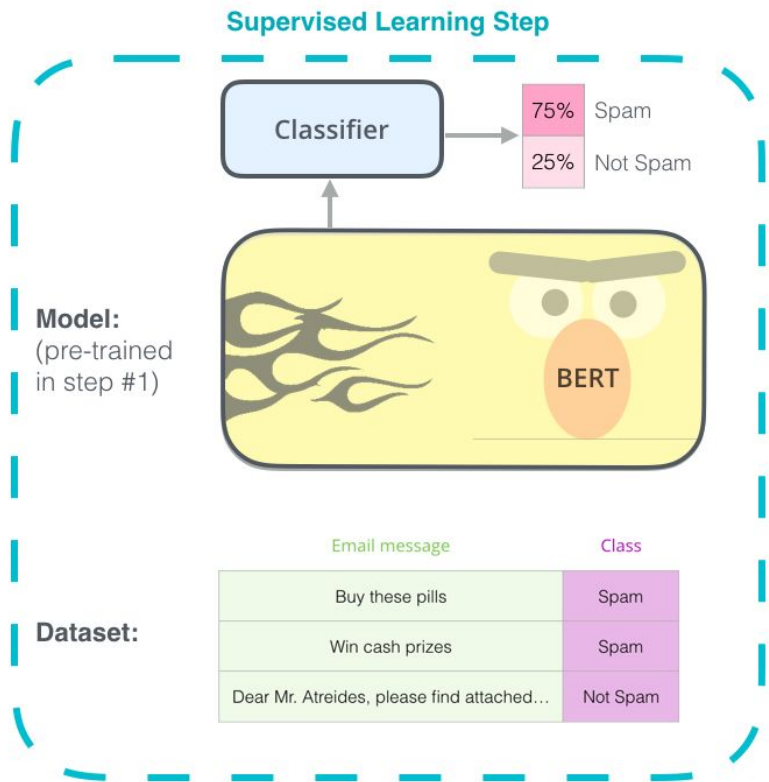 Supervised Learning Step
Classifier
75% Spam
25% Not Spam
Model:
(pre-trained
in step #1)
BERT
Email message Class
Buy these pills Spam
Dataset:
Win cash prizes Spam
Dear Mr. Atreides, please find attached… Not Spam